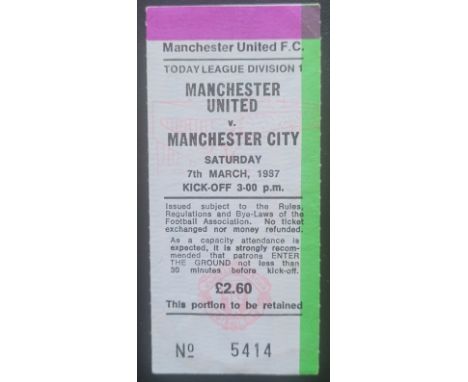 Manchester United F.C.
TODAY LEAGUE DIVISION 1
MANCHESTER
UNITED
v.
MANCHESTER CITY
SATURDAY
7th MARCH, 1987
KICK-OFF 3-00 p.m.
Issued subject to the Rules,
Regulations and Bye-Laws of the
Football Association. No ticket
exchanged nor money refunded.
As a capacity attendance is
expected, it is strongly recom-
mended that patrons ENTER
THE GROUND not less than
30 minutes before kick-off.
£2.60
This portion to be retained
Nº 5414